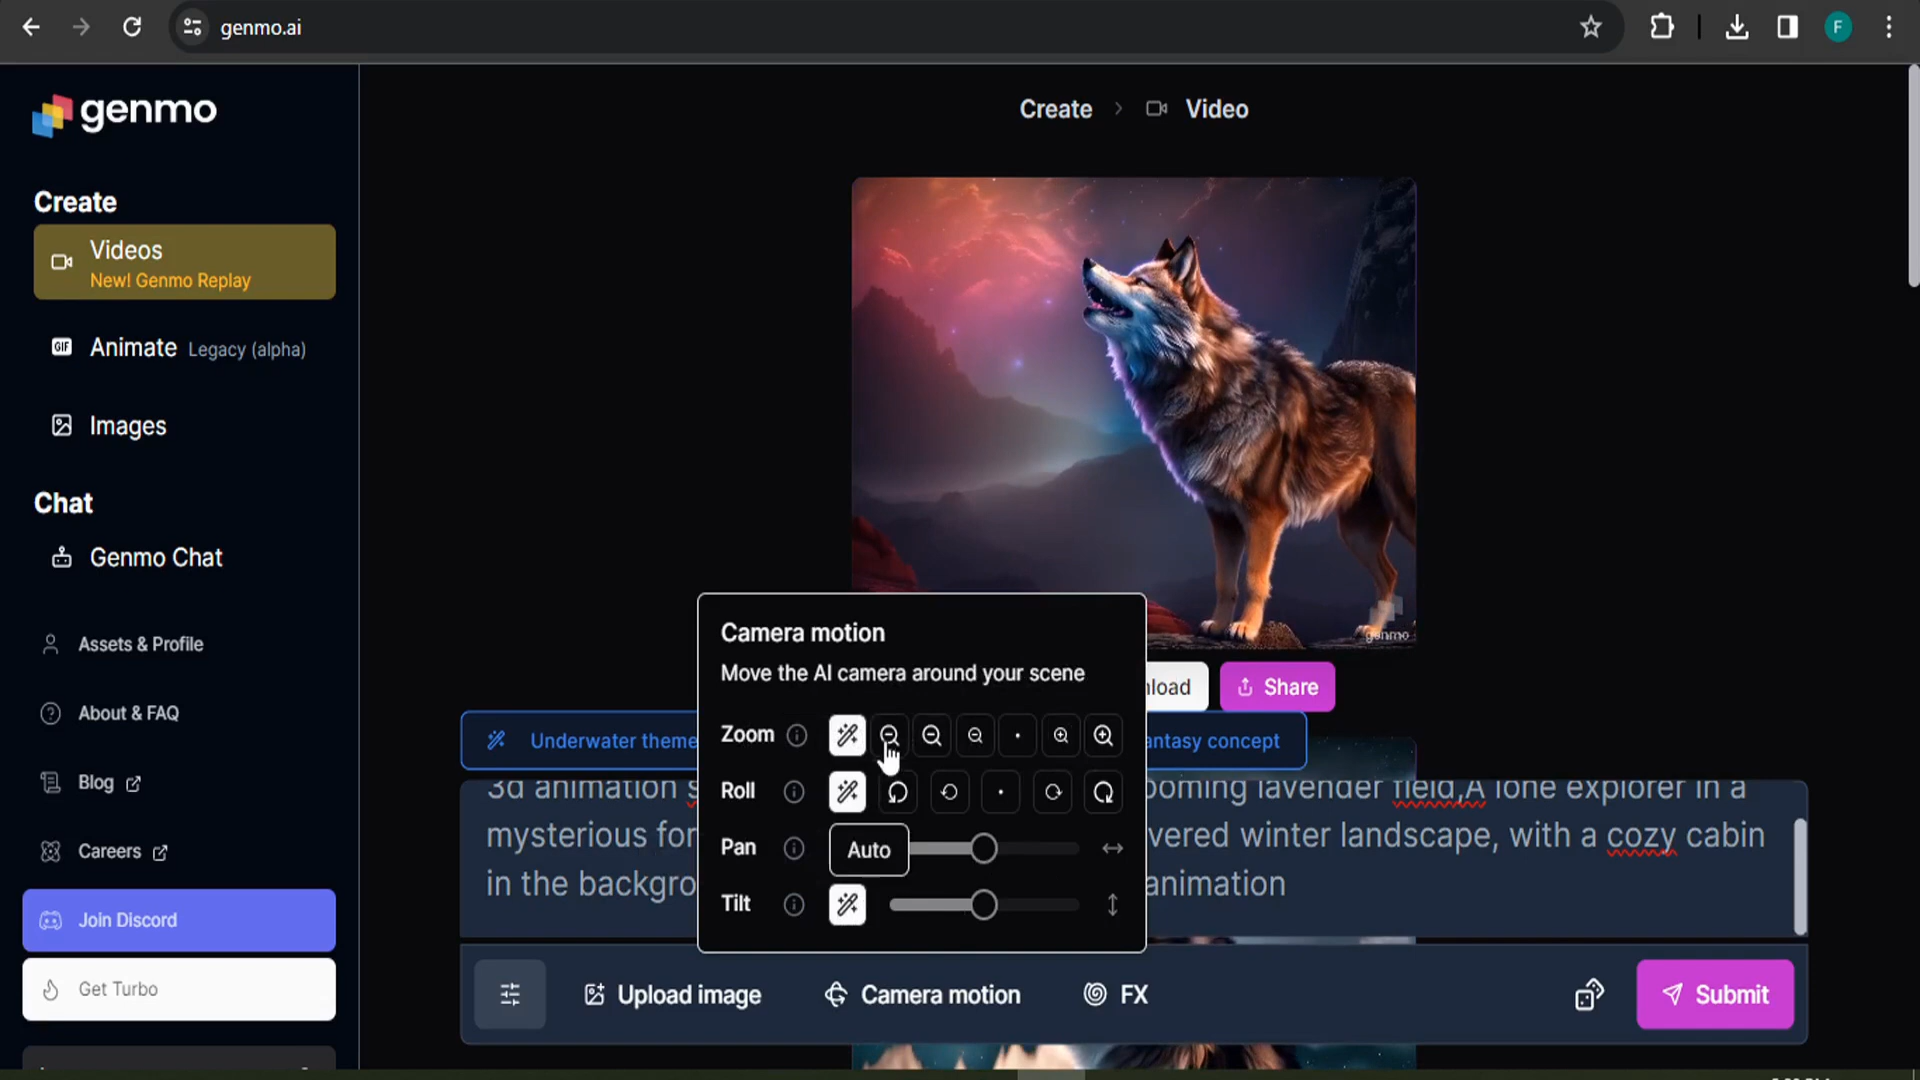 genmo.ai
F
genmo
Create
Videos
New! Genmo Replay
GIF Animate Legacy (alpha)
Images
Chat
Genmo Chat
Assets & Profile
About & FAQ
Blog
Careers
Join Discord
Get Turbo
Create > Video
genmo
load
Share
Underwater theme
antasy concept
3d animation s
ooming lavender field,A lone explorer in a
mysterious for
vered winter landscape, with a cozy cabin
in the backgro
animation
Camera motion
Move the AI camera around your scene
Zoom
Roll
Pan
Auto
Tilt
Upload image
Camera motion
FX
Submit